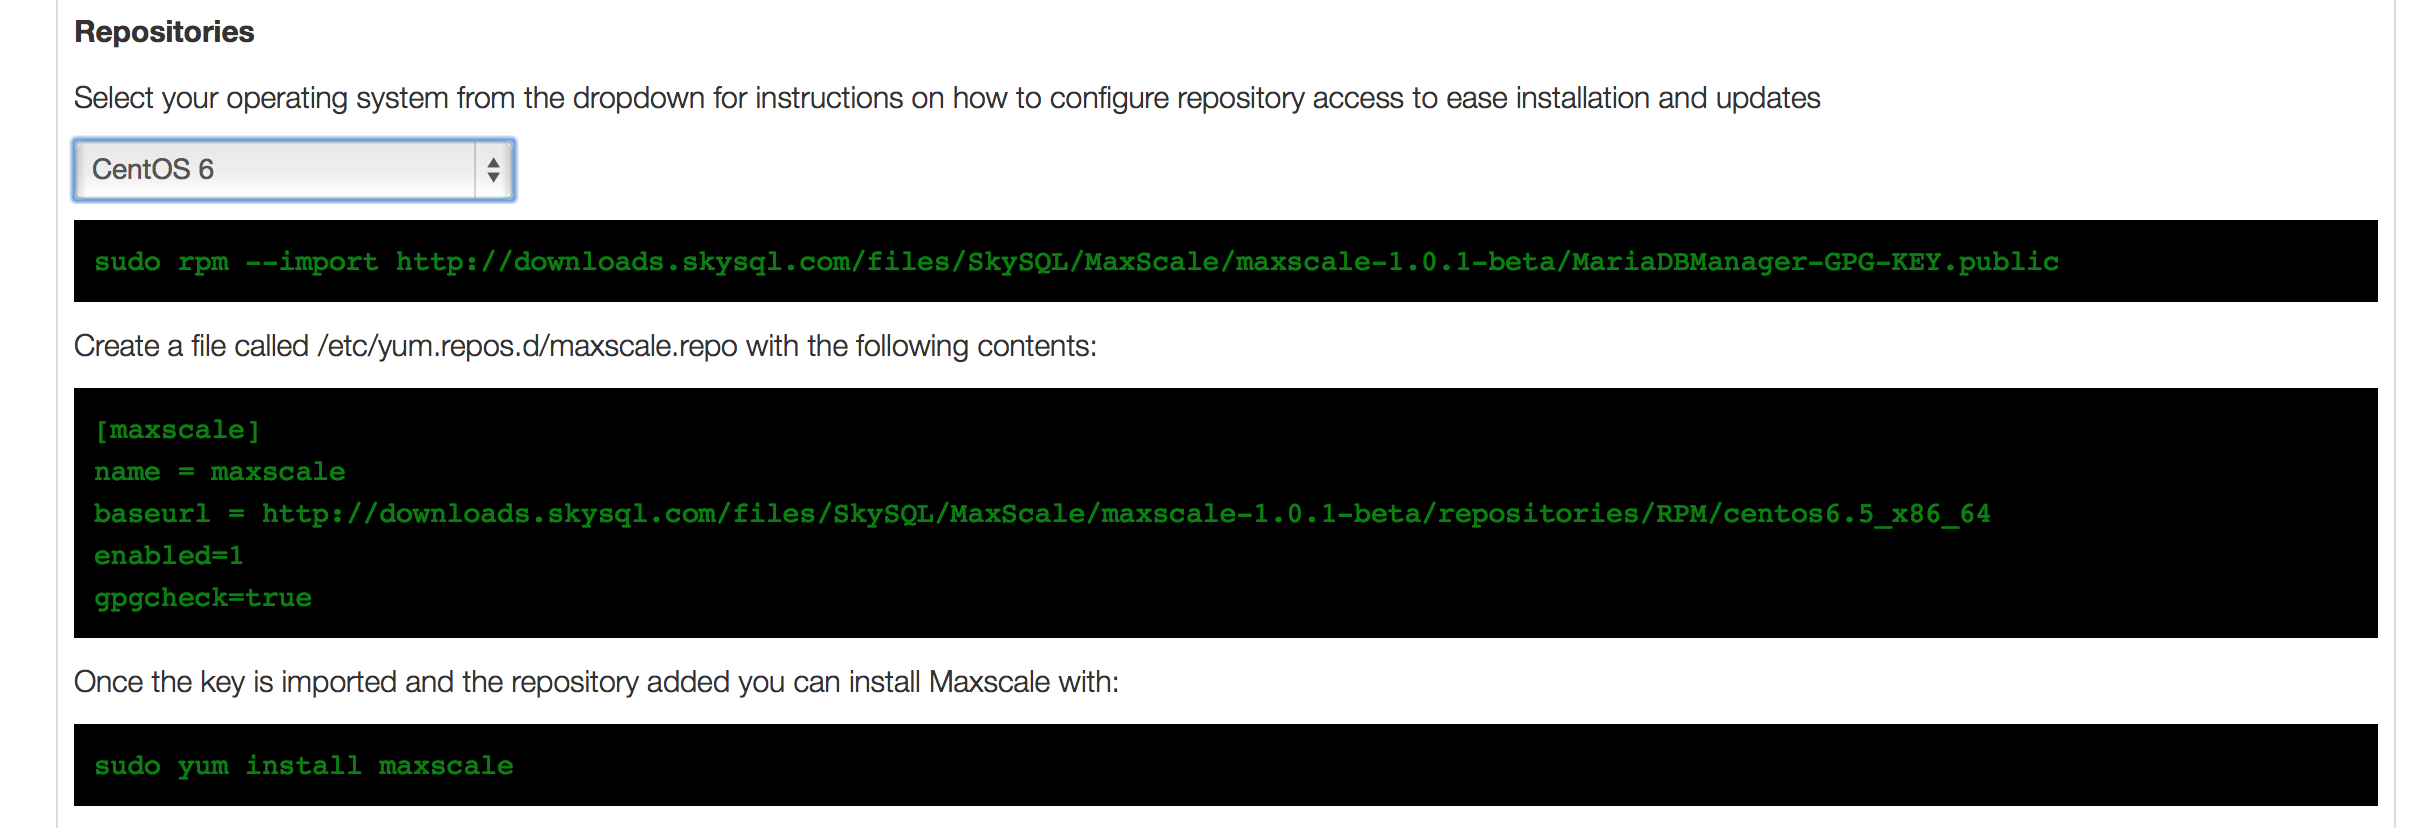 Repositories
Select your operating system from the dropdown for instructions on how to configure repository access to ease installation and updates
CentOS 6
sudo rpm --import http://downloads.skysql.com/files/SkySQL/MaxScale/maxscale-1.0.1-beta/MariaDBManager-GPG-KEY.public
Create a file called /etc/yum.repos.d/maxscale.repo with the following contents:
[maxscale]
name = maxscale
baseurl = http://downloads.skysql.com/files/SkySQL/MaxScale/maxscale-1.0.1-beta/repositories/RPM/centos6.5_x86_64
enabled=1
gpgcheck=true
Once the key is imported and the repository added you can install Maxscale with:
sudo yum install maxscale